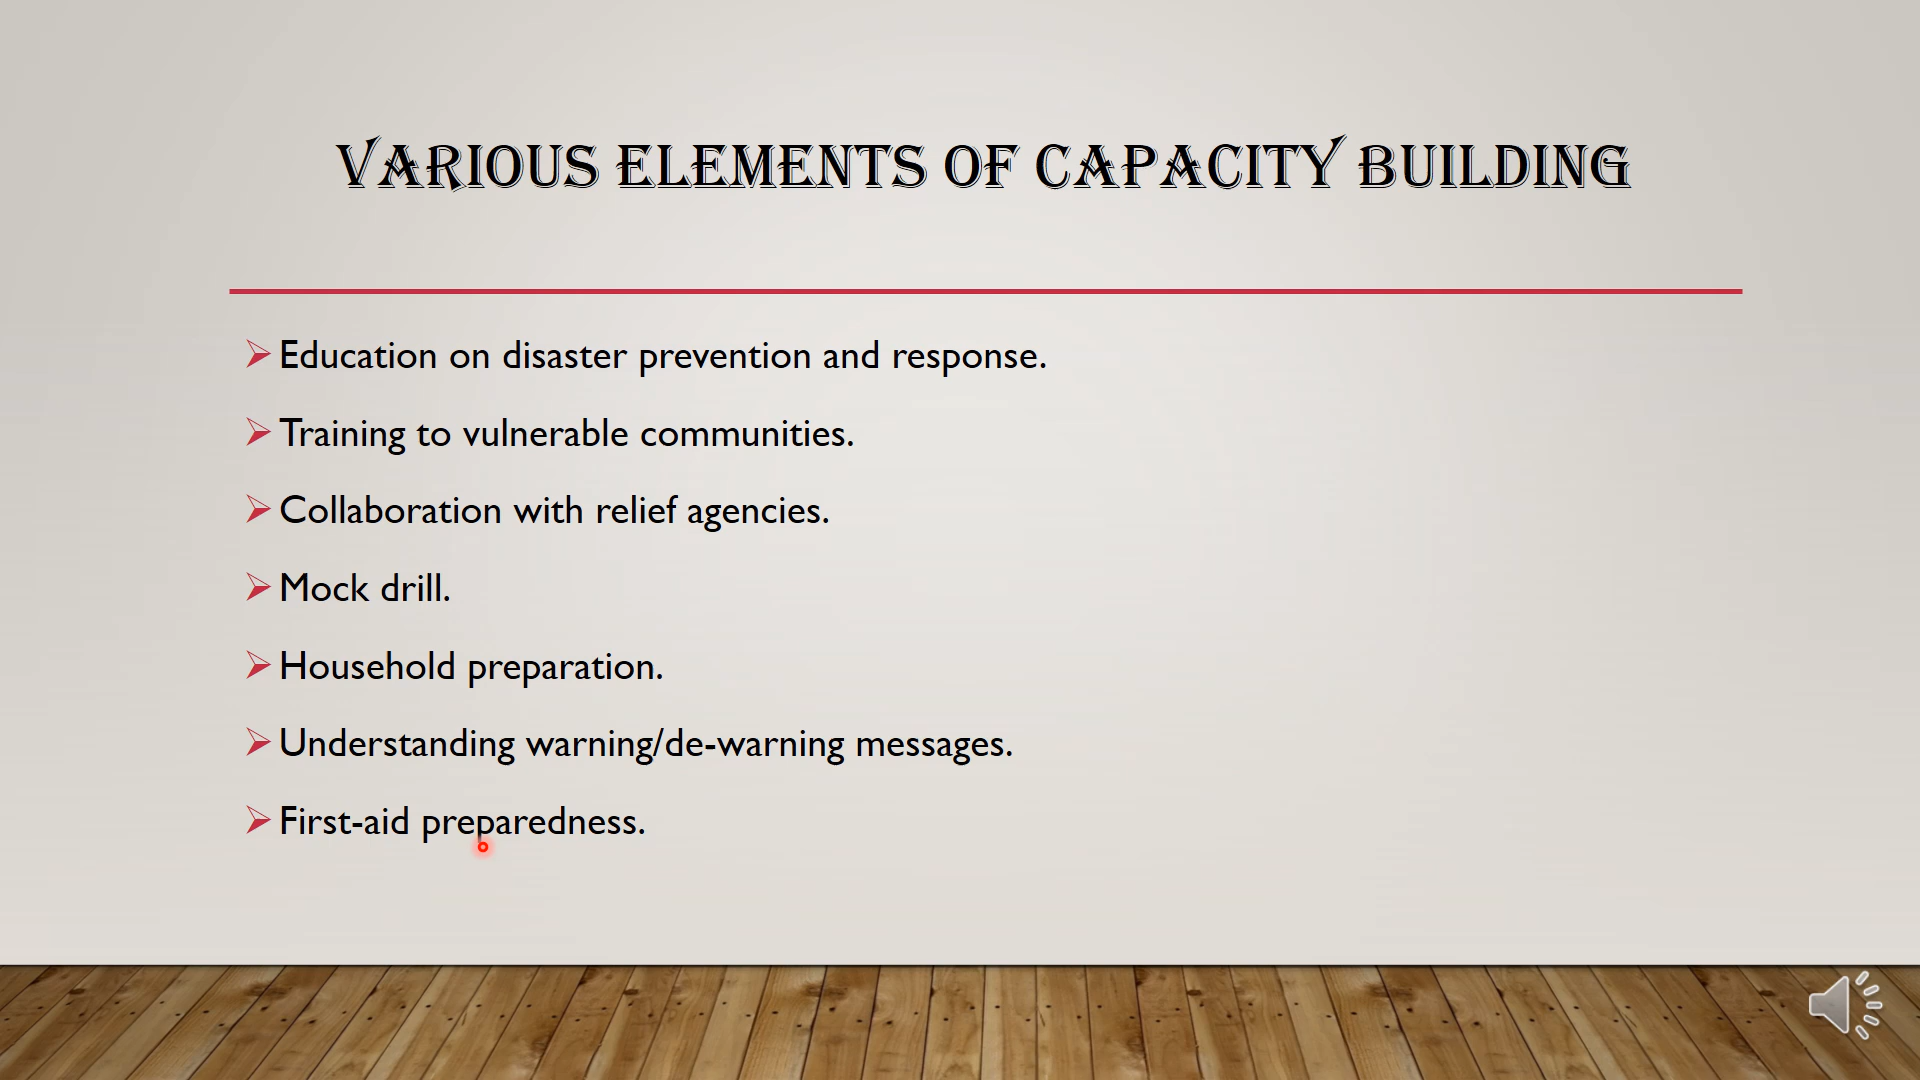 VARIOUS ELEMENTS OF CAPACITY BUILDING
Education on disaster prevention and response.
Training to vulnerable communities.
Collaboration with relief agencies.
Mock drill.
Household preparation.
Understanding warning/de-warning messages.
First-aid preparedness.